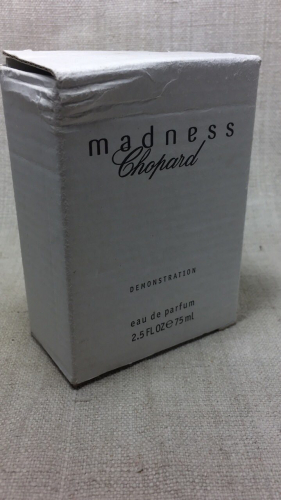 madness
Chopard
DEMONSTRATION
eau de parfum
2.5 FL OZ ℮ 75 ml